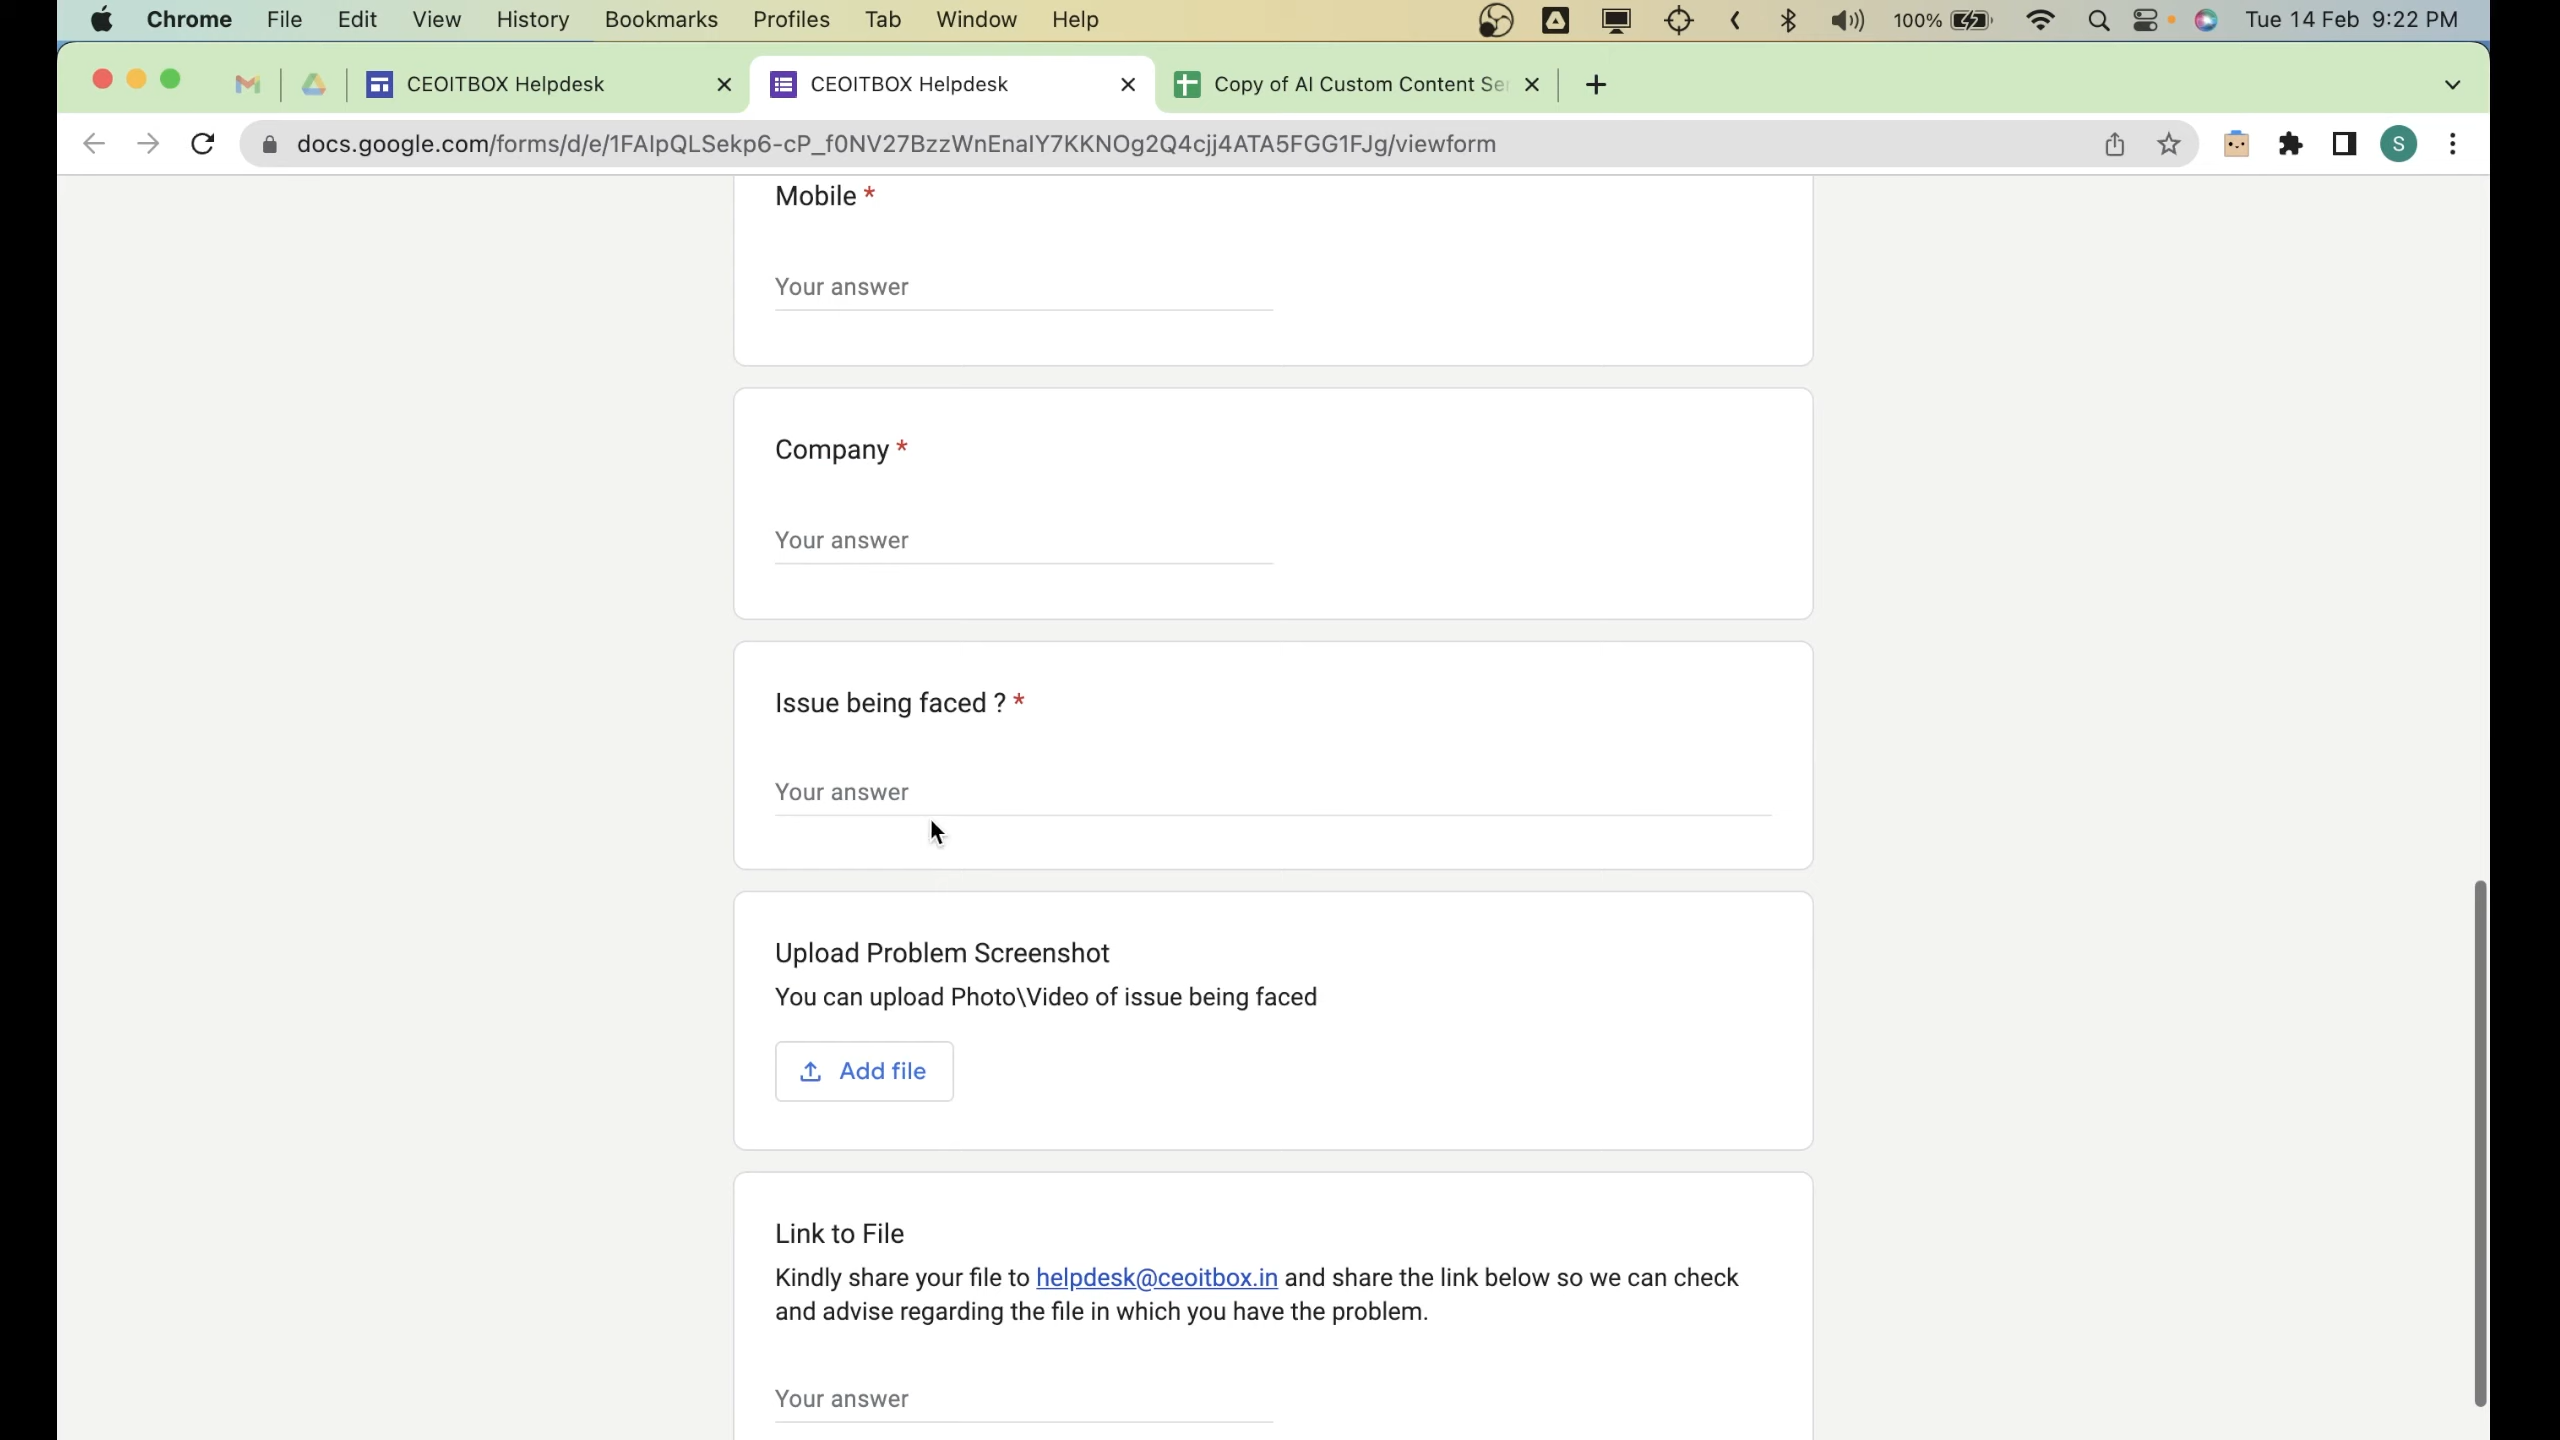 Chrome File Edit View History Bookmarks Profiles Tab Window Help 100% Tue 14 Feb 9:22 PM
CEOITBOX Helpdesk CEOITBOX Helpdesk Copy of AI Custom Content Ser
docs.google.com/forms/d/e/1FAIpQLSekp6-cP_f0NV27BzzWnEnaIY7KKNOg2Q4cjj4ATA5FGG1FJg/viewform S
Mobile *
Your answer
Company *
Your answer
Issue being faced ? *
Your answer
Upload Problem Screenshot
You can upload Photo\Video of issue being faced
Add file
Link to File
Kindly share your file to helpdesk@ceoitbox.in and share the link below so we can check
and advise regarding the file in which you have the problem.
Your answer